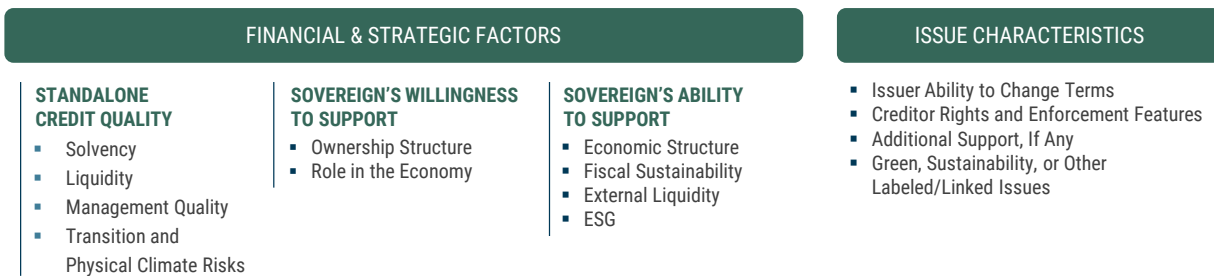 FINANCIAL & STRATEGIC FACTORS
STANDALONE
CREDIT QUALITY
▪ Solvency
▪ Liquidity
▪ Management Quality
▪ Transition and
Physical Climate Risks
SOVEREIGN'S WILLINGNESS
TO SUPPORT
▪ Ownership Structure
▪ Role in the Economy
SOVEREIGN'S ABILITY
TO SUPPORT
▪ Economic Structure
▪ Fiscal Sustainability
▪ External Liquidity
▪ ESG
ISSUE CHARACTERISTICS
▪ Issuer Ability to Change Terms
▪ Creditor Rights and Enforcement Features
▪ Additional Support, If Any
▪ Green, Sustainability, or Other
Labeled/Linked Issues